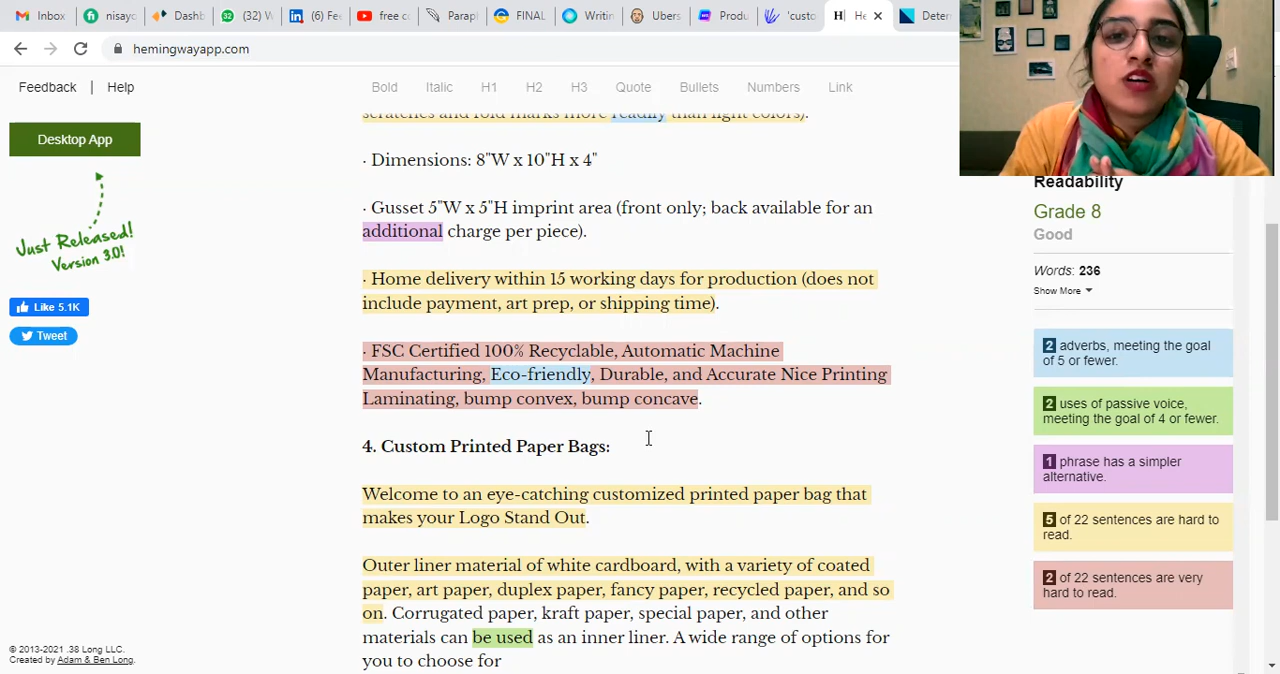 Inbox
nisayo
Dashb
(32) W
(6) Fee
free c
Parap
FINAL
Writin
Ubers
Produ
'custo
He
Deter
hemingwayapp.com
Feedback | Help
Bold Italic H1 H2 H3 Quote Bullets Numbers Link
Desktop App
Just Released!
Version 3.0!
Like 5.1K
Tweet
scratches and fold marks more readily than light colors).
· Dimensions: 8"W x 10"H x 4"
· Gusset 5"W x 5"H imprint area (front only; back available for an
additional charge per piece).
· Home delivery within 15 working days for production (does not
include payment, art prep, or shipping time).
· FSC Certified 100% Recyclable, Automatic Machine
Manufacturing, Eco-friendly, Durable, and Accurate Nice Printing
Laminating, bump convex, bump concave.
4. Custom Printed Paper Bags:
Welcome to an eye-catching customized printed paper bag that
makes your Logo Stand Out.
Outer liner material of white cardboard, with a variety of coated
paper, art paper, duplex paper, fancy paper, recycled paper, and so
on. Corrugated paper, kraft paper, special paper, and other
materials can be used as an inner liner. A wide range of options for
you to choose for
Readability
Grade 8
Good
Words: 236
Show More
2 adverbs, meeting the goal
of 5 or fewer.
2 uses of passive voice,
meeting the goal of 4 or fewer.
1 phrase has a simpler
alternative.
5 of 22 sentences are hard to
read.
2 of 22 sentences are very
hard to read.
© 2013-2021 .38 Long LLC.
Created by Adam & Ben Long.